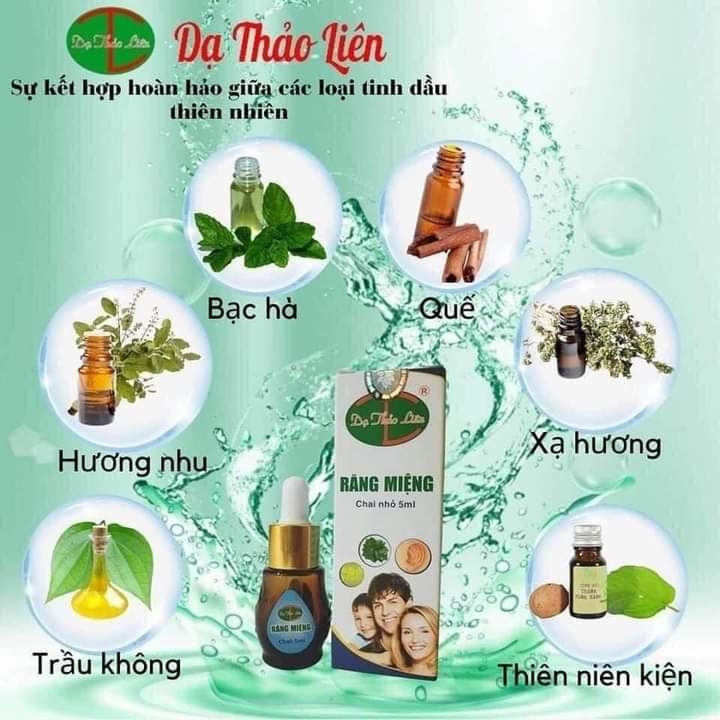 Dạ Thảo Liên
Dạ Thảo Liên
Sự kết hợp hoàn hảo giữa các loại tinh dầu
thiên nhiên
Bạc hà
Quế
Hương nhu
Xạ hương
Trầu không
Thiên niên kiện
®
Dạ Thảo Liên
RĂNG MIỆNG
Chai nhỏ 5ml
Dạ Thảo Liên
RĂNG MIỆNG
Chai 5ml